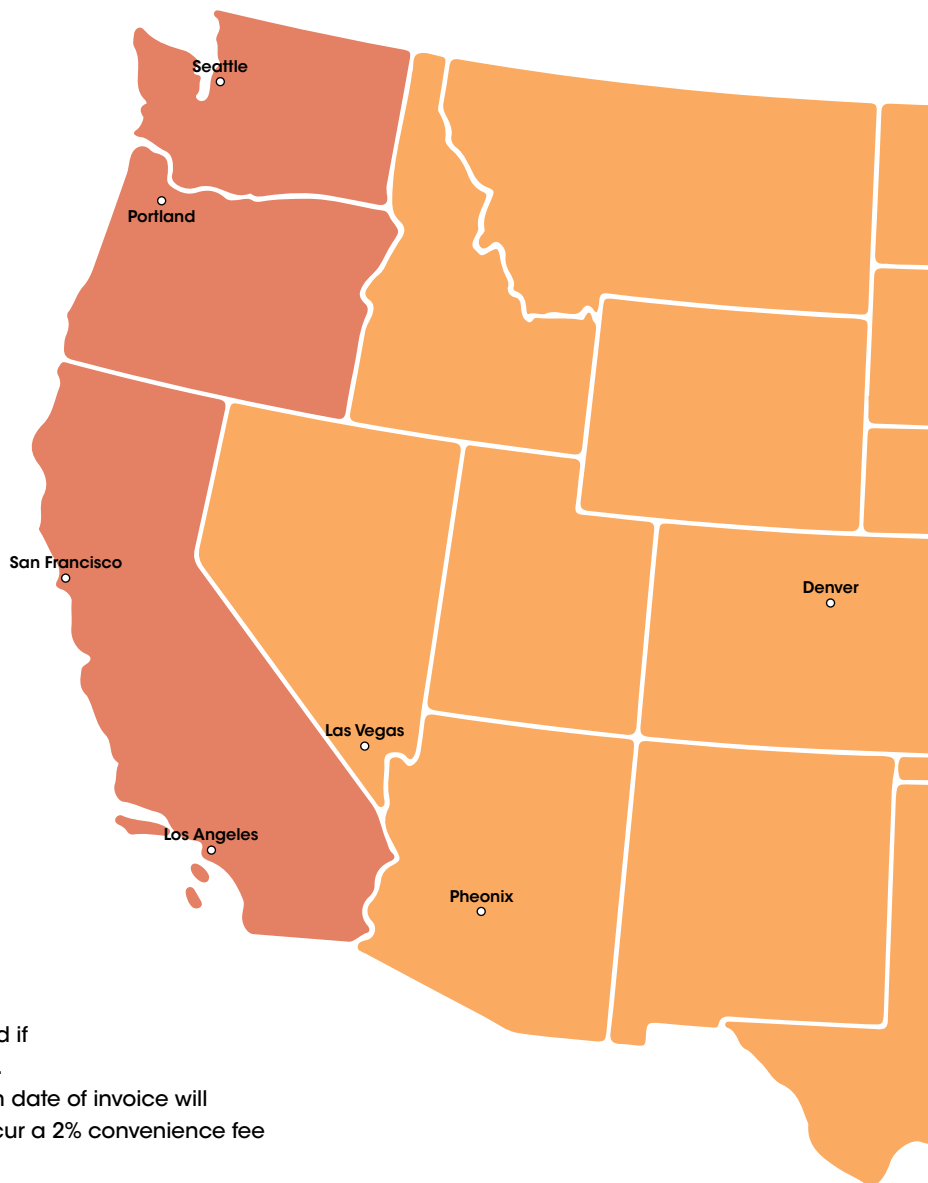 Seattle
Portland
San Francisco
Denver
Las Vegas
Los Angeles
Pheonix
d if
.
n date of invoice will
cur a 2% convenience fee